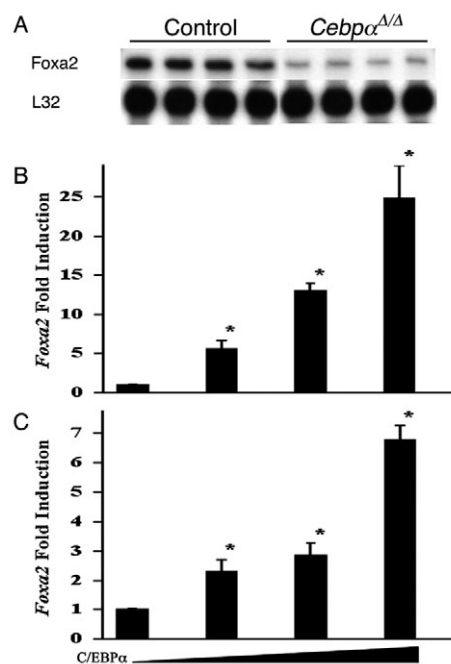 A
Control Cebpα^Δ/Δ
Foxa2
L32
B
Foxa2 Fold Induction
25
20
15
10
5
0
*
*
*
C
Foxa2 Fold Induction
7
6
5
4
3
2
1
0
*
*
*
C/EBPα